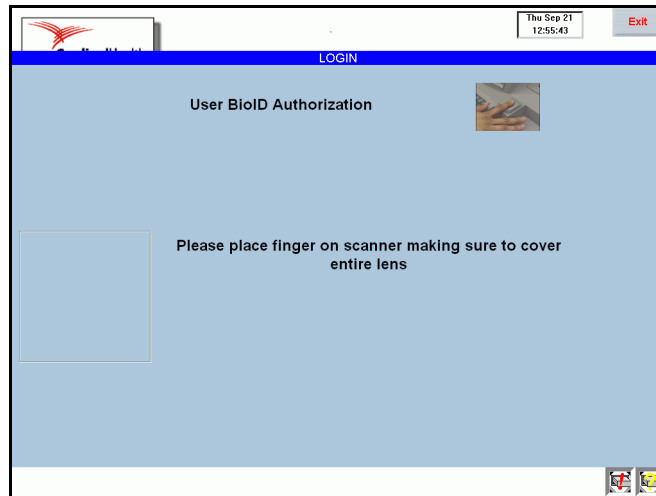 Thu Sep 21
12:55:43
Exit
LOGIN
User BioID Authorization
Please place finger on scanner making sure to cover
entire lens